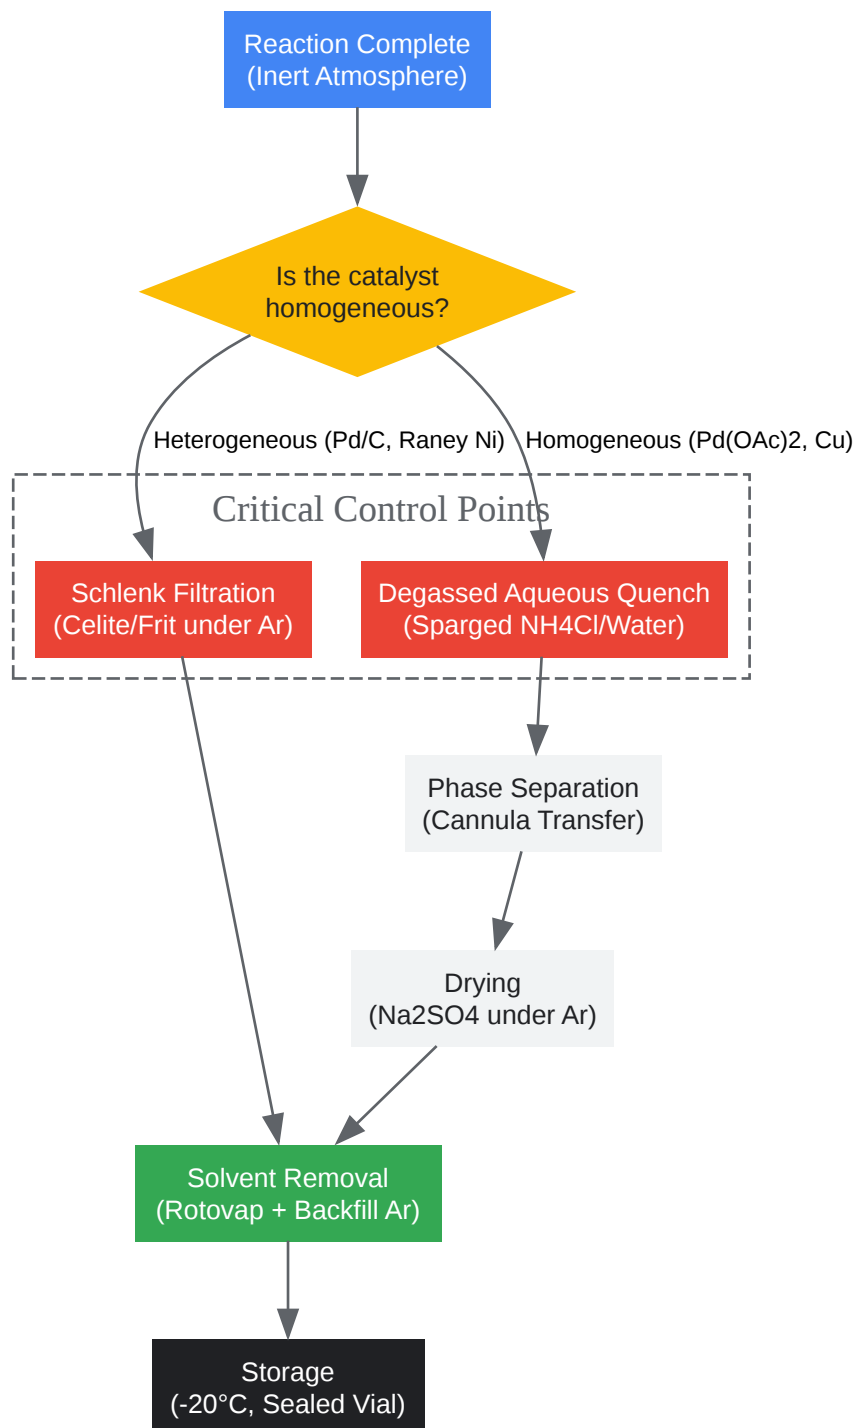 Reaction Complete
(Inert Atmosphere)
Is the catalyst
homogeneous?
Heterogeneous (Pd/C, Raney Ni)
Homogeneous (Pd(OAc)2, Cu)
Critical Control Points
Schlenk Filtration
(Celite/Frit under Ar)
Degassed Aqueous Quench
(Sparged NH4Cl/Water)
Phase Separation
(Cannula Transfer)
Drying
(Na2SO4 under Ar)
Solvent Removal
(Rotovap + Backfill Ar)
Storage
(-20°C, Sealed Vial)